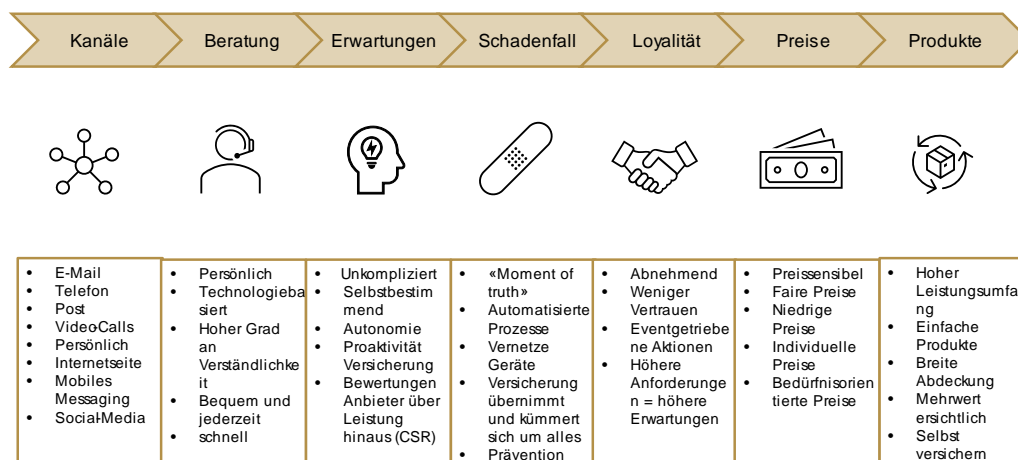 Kanäle
Beratung
Erwartungen
Schadenfall
Loyalität
Preise
Produkte
• E-Mail
• Telefon
• Post
• Video-Calls
• Persönlich
• Internetseite
• Mobiles
Messaging
• Social-Media
• Persönlich
• Technologieba
siert
• Hoher Grad
an
Verständlichke
it
• Bequem und
jederzeit
• schnell
• Unkompliziert
• Selbstbestim
mend
• Autonomie
• Proaktivität
Versicherung
• Bewertungen
Anbieter über
Leistung
hinaus (CSR)
• «Moment of
truth»
• Automatisierte
Prozesse
• Vernetze
Geräte
• Versicherung
übernimmt
und kümmert
sich um alles
• Prävention
• Abnehmend
• Weniger
Vertrauen
• Eventgetriebe
ne Aktionen
• Höhere
Anforderunge
n = höhere
Erwartungen
• Preissensibel
• Faire Preise
• Niedrige
Preise
• Individuelle
Preise
• Bedürfnisorien
tierte Preise
• Hoher
Leistungsumfa
ng
• Einfache
Produkte
• Breite
Abdeckung
• Mehrwert
ersichtlich
• Selbst
versichern